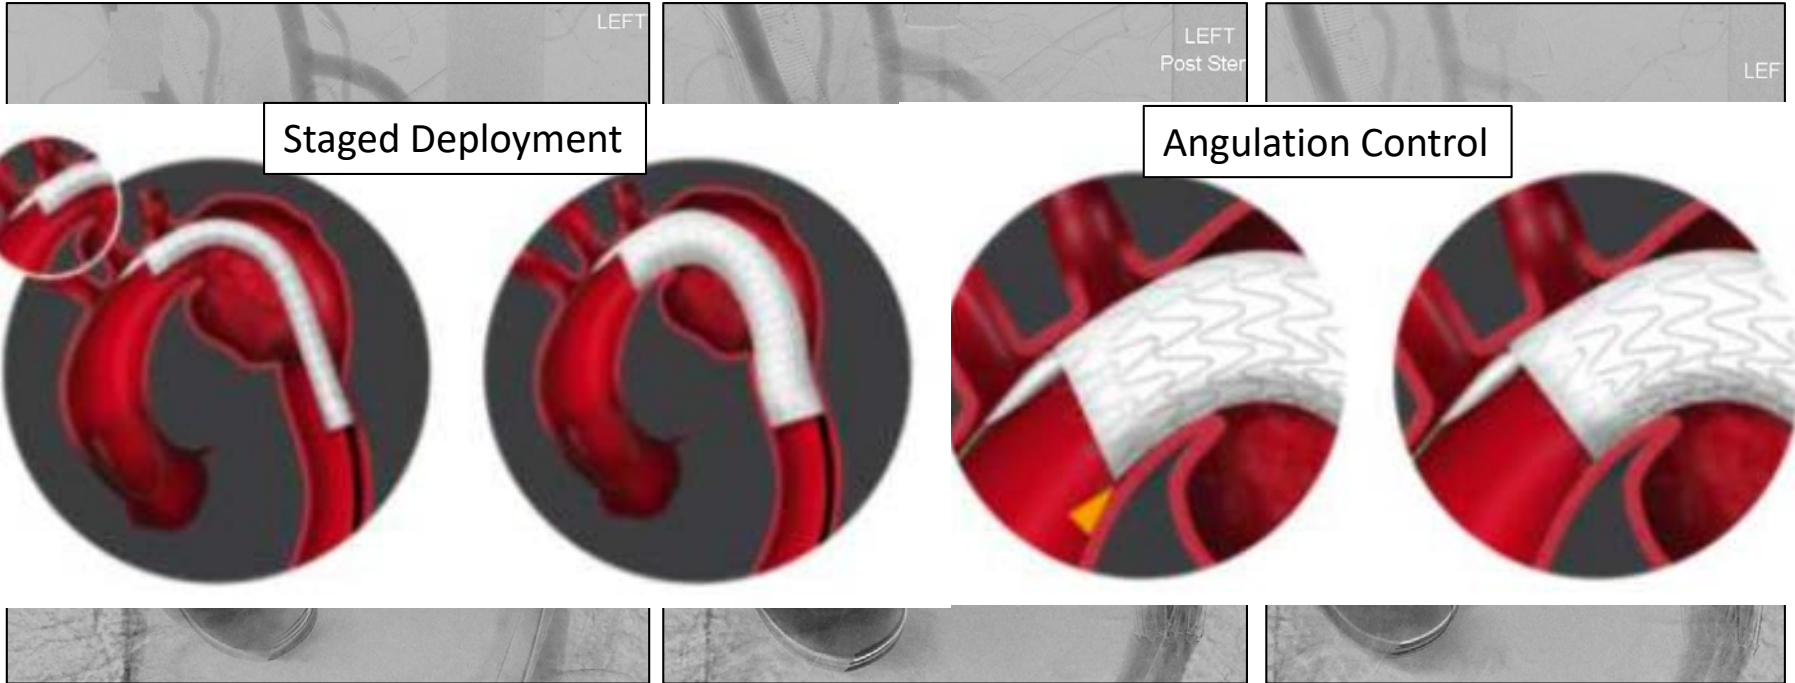 LEFT
LEFT
Post Ster
LEF
Staged Deployment
Angulation Control